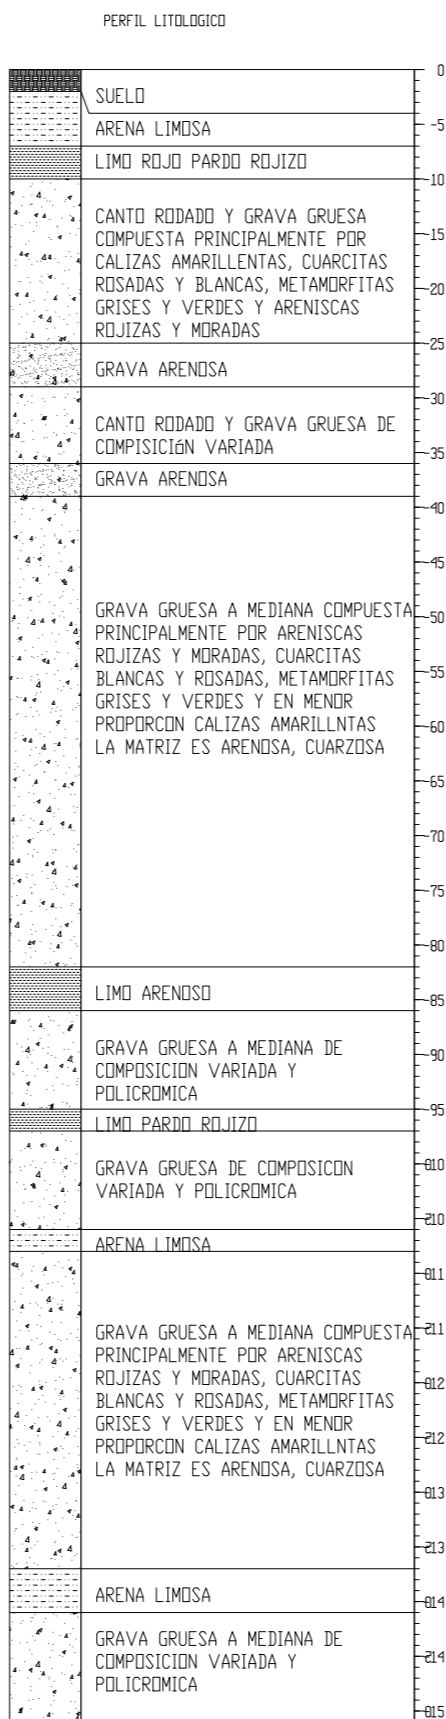 PERFIL LITOLOGICO
0
SUELO
-5
ARENA LIMOSA
LIMO ROJO PARDO ROJIZO
-10
CANTO RODADO Y GRAVA GRUESA
COMPUESTA PRINCIPALMENTE POR
-15
CALIZAS AMARILLENTAS, CUARCITAS
ROSADAS Y BLANCAS, METAMORFITAS
-20
GRISES Y VERDES Y ARENISCAS
ROJIZAS Y MORADAS
-25
GRAVA ARENOSA
-30
CANTO RODADO Y GRAVA GRUESA DE
COMPISICIóN VARIADA
-35
GRAVA ARENOSA
-40
-45
GRAVA GRUESA A MEDIANA COMPUESTA
-50
PRINCIPALMENTE POR ARENISCAS
ROJIZAS Y MORADAS, CUARCITAS
-55
BLANCAS Y ROSADAS, METAMORFITAS
GRISES Y VERDES Y EN MENOR
PROPORCON CALIZAS AMARILLNTAS
-60
LA MATRIZ ES ARENOSA, CUARZOSA
-65
-70
-75
-80
LIMO ARENOSO
-85
GRAVA GRUESA A MEDIANA DE
-90
COMPOSICION VARIADA Y
POLICROMICA
-95
LIMO PARDO ROJIZO
GRAVA GRUESA DE COMPOSICON
VARIADA Y POLICROMICA
ARENA LIMOSA
GRAVA GRUESA A MEDIANA COMPUESTA
PRINCIPALMENTE POR ARENISCAS
ROJIZAS Y MORADAS, CUARCITAS
BLANCAS Y ROSADAS, METAMORFITAS
GRISES Y VERDES Y EN MENOR
PROPORCON CALIZAS AMARILLNTAS
LA MATRIZ ES ARENOSA, CUARZOSA
ARENA LIMOSA
GRAVA GRUESA A MEDIANA DE
COMPOSICION VARIADA Y
POLICROMICA